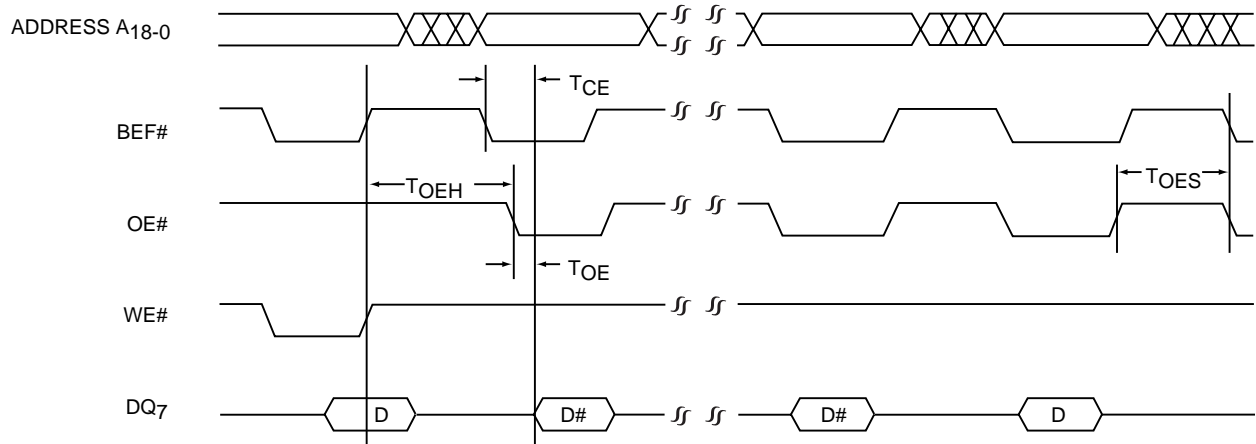 ADDRESS A18-0
TCE
BEF#
TOEH
TOES
OE#
TOE
WE#
DQ7
D
D#
D#
D